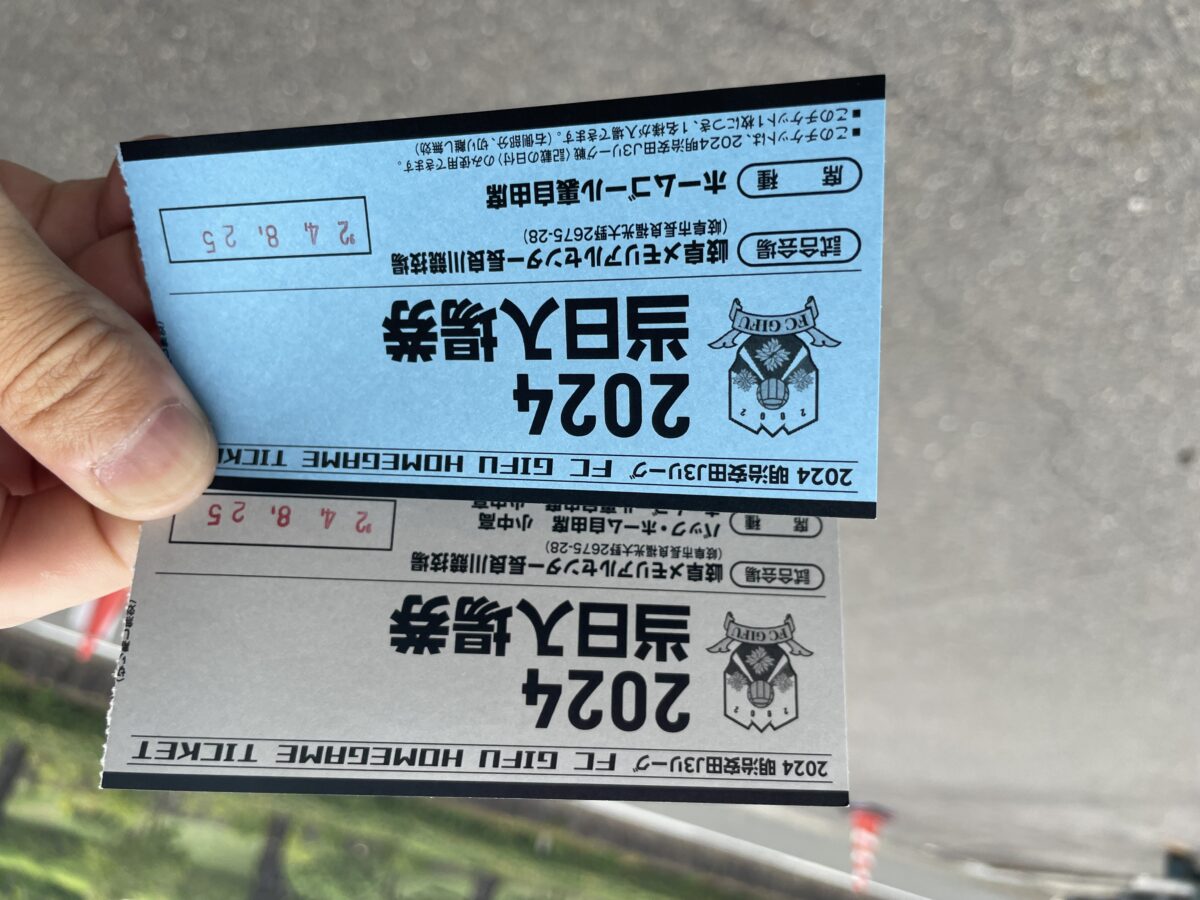 2024 明治安田J3リーグ FC GIFU HOMEGAME TICKET
2024
当日入場券
2002
FC GIFU
試合会場 岐阜メモリアルセンター長良川競技場
(岐阜市長良福光大野2675-28)
席 種 バック・ホーム自由席 小中高
'24. 8. 25
(切り離し無効)
2024 明治安田J3リーグ FC GIFU HOMEGAME TICKET
2024
当日入場券
2002
FC GIFU
試合会場 岐阜メモリアルセンター長良川競技場
(岐阜市長良福光大野2675-28)
席 種 ホームゴール裏自由席
'24. 8. 25
■このチケットは、2024明治安田J3リーグ戦〈記載の日付〉のみ使用できます。
■このチケット1枚につき、1名様が入場できます。(右側部分、切り離し無効)